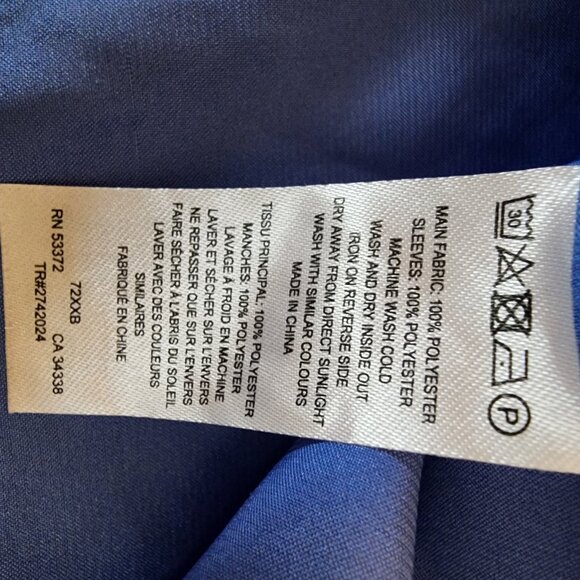 30
P
MAIN FABRIC: 100% POLYESTER
SLEEVES: 100% POLYESTER
MACHINE WASH COLD
WASH AND DRY INSIDE OUT
IRON ON REVERSE SIDE
DRY AWAY FROM DIRECT SUNLIGHT
WASH WITH SIMILAR COLOURS
MADE IN CHINA
TISSU PRINCIPAL: 100% POLYESTER
MANCHES: 100% POLYESTER
LAVAGE À FROID EN MACHINE
LAVER ET SÉCHER SUR L'ENVERS
NE REPASSER QUE SUR L'ENVERS
FAIRE SÉCHER À L'ABRIS DU SOLEIL
LAVER AVEC DES COULEURS
SIMILAIRES
FABRIQUÉ EN CHINE
72XXB
RN 53372 CA 34338
TR#2742024